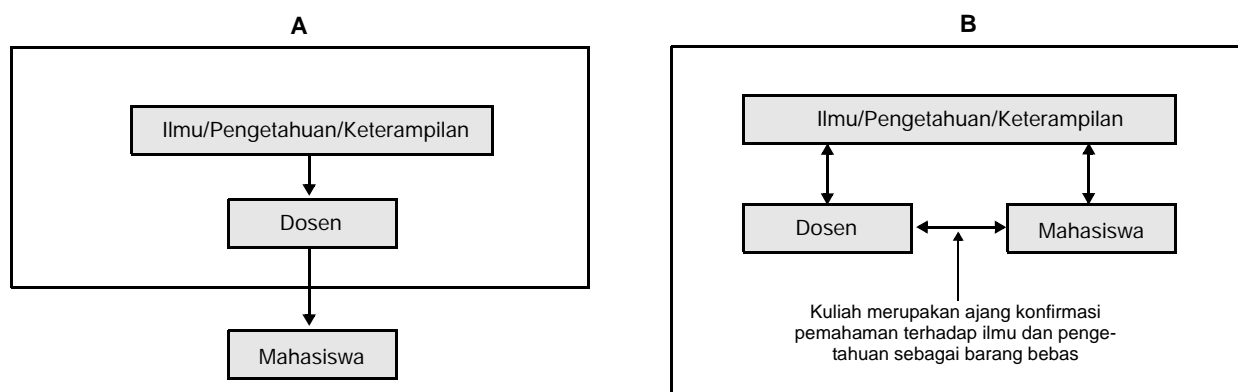 A
Ilmu/Pengetahuan/Keterampilan
Dosen
Mahasiswa
B
Ilmu/Pengetahuan/Keterampilan
Dosen
Mahasiswa
Kuliah merupakan ajang konfirmasi
pemahaman terhadap ilmu dan penge-
tahuan sebagai barang bebas